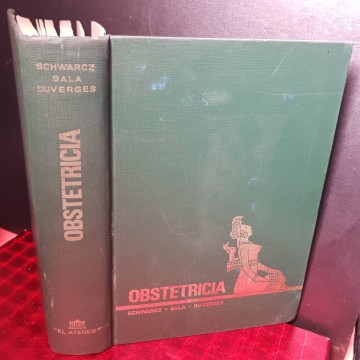 SCHWARCZ
SALA
DUVERGES
OBSTETRICIA
"EL ATENEO"
OBSTETRICIA
SCHWARCZ • SALA • DUVERGES